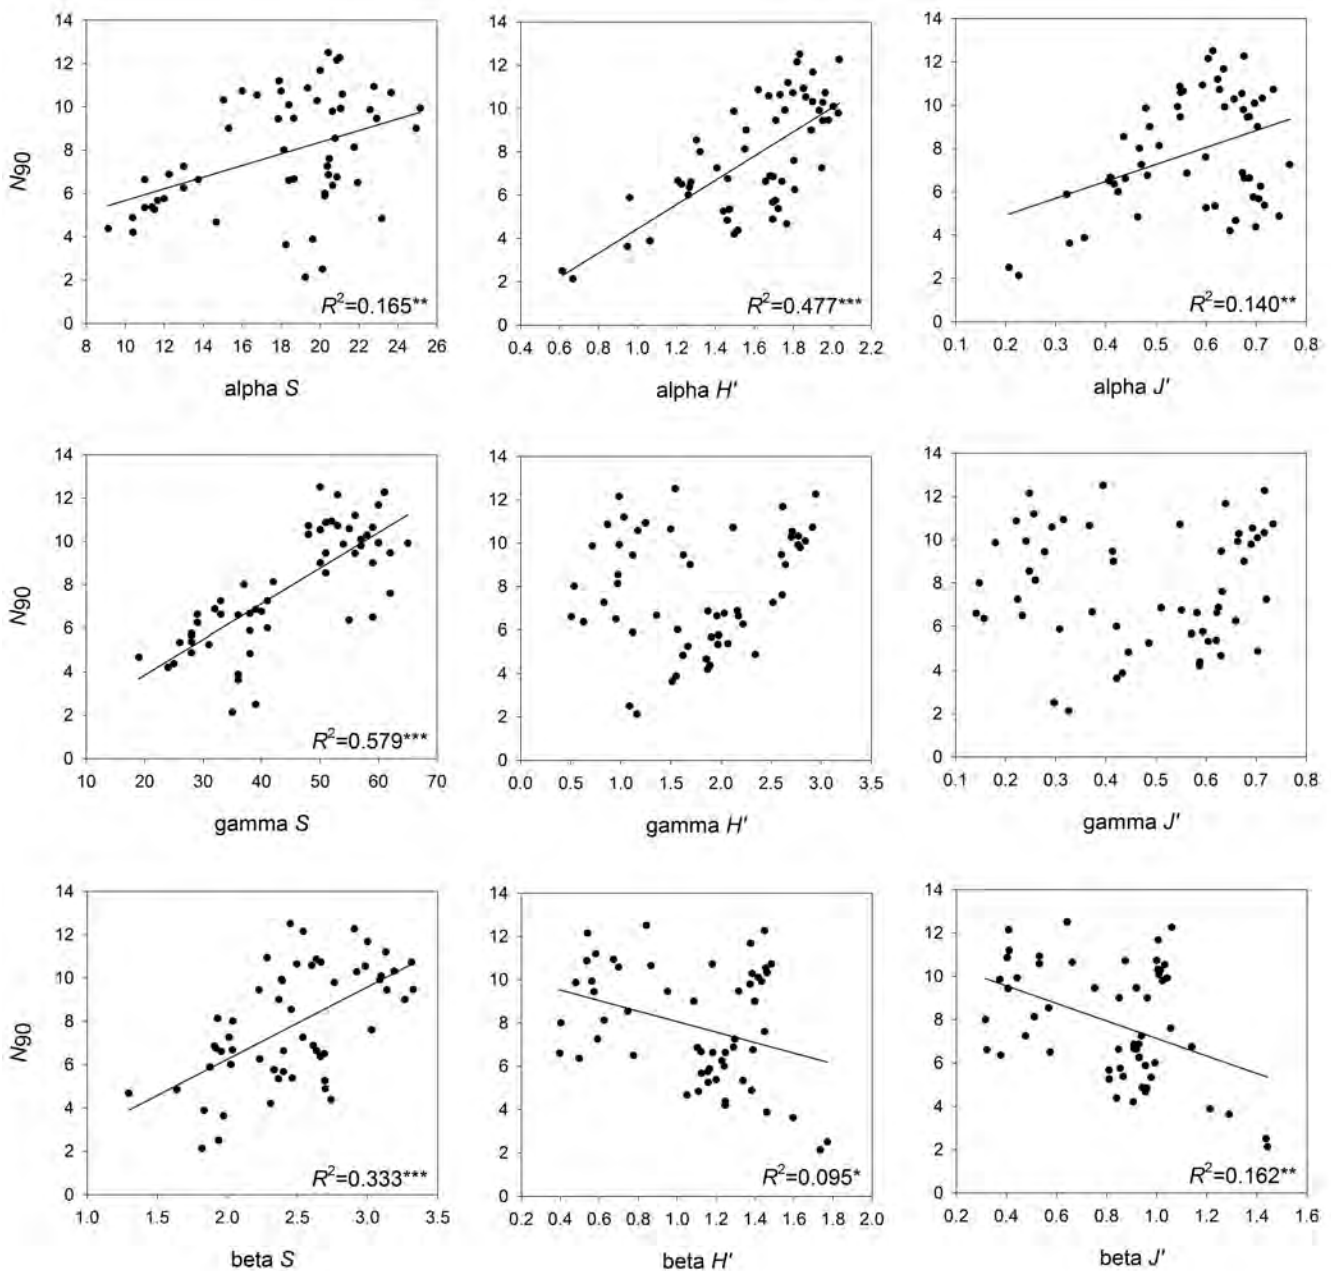 14 12 10 8 6 4 2 0
N90
R²=0.165**
8 10 12 14 16 18 20 22 24 26
alpha S
14 12 10 8 6 4 2 0
R²=0.477***
0.4 0.6 0.8 1.0 1.2 1.4 1.6 1.8 2.0 2.2
alpha H'
14 12 10 8 6 4 2 0
R²=0.140**
0.1 0.2 0.3 0.4 0.5 0.6 0.7 0.8
alpha J'
14 12 10 8 6 4 2 0
N90
R²=0.579***
10 20 30 40 50 60 70
gamma S
14 12 10 8 6 4 2 0
0.0 0.5 1.0 1.5 2.0 2.5 3.0 3.5
gamma H'
14 12 10 8 6 4 2 0
0.1 0.2 0.3 0.4 0.5 0.6 0.7 0.8
gamma J'
14 12 10 8 6 4 2 0
N90
R²=0.333***
1.0 1.5 2.0 2.5 3.0 3.5
beta S
14 12 10 8 6 4 2 0
R²=0.095*
0.2 0.4 0.6 0.8 1.0 1.2 1.4 1.6 1.8 2.0
beta H'
14 12 10 8 6 4 2 0
R²=0.162**
0.2 0.4 0.6 0.8 1.0 1.2 1.4 1.6
beta J'